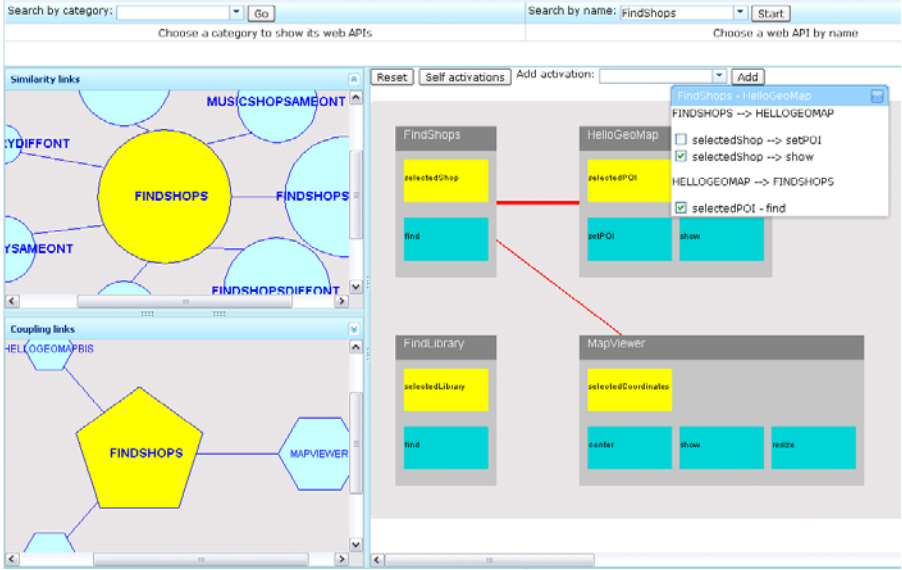 Search by category:
Go
Search by name: FindShops
Start
Choose a category to show its web APIs
Choose a web API by name
Similarity links
MUSICSHOPSAMEONT
YDIFFONT
FINDSHOPS
FINDSHOPS
YSAMEONT
FINDSHOPSDIFFONT
Coupling links
HELLOGEOMAPBIS
FINDSHOPS
MAPVIEWER
Reset
Self activations
Add activation:
Add
FindShops - HelloGeoMap
FINDSHOPS --> HELLOGEOMAP
selectedShop --> setPOI
selectedShop --> show
HELLOGEOMAP --> FINDSHOPS
selectedPOI - find
FindShops
selectedShop
find
HelloGeoMap
selectedPOI
setPOI
show
FindLibrary
selectedLibrary
find
MapViewer
selectedCoordinates
center
show
resize